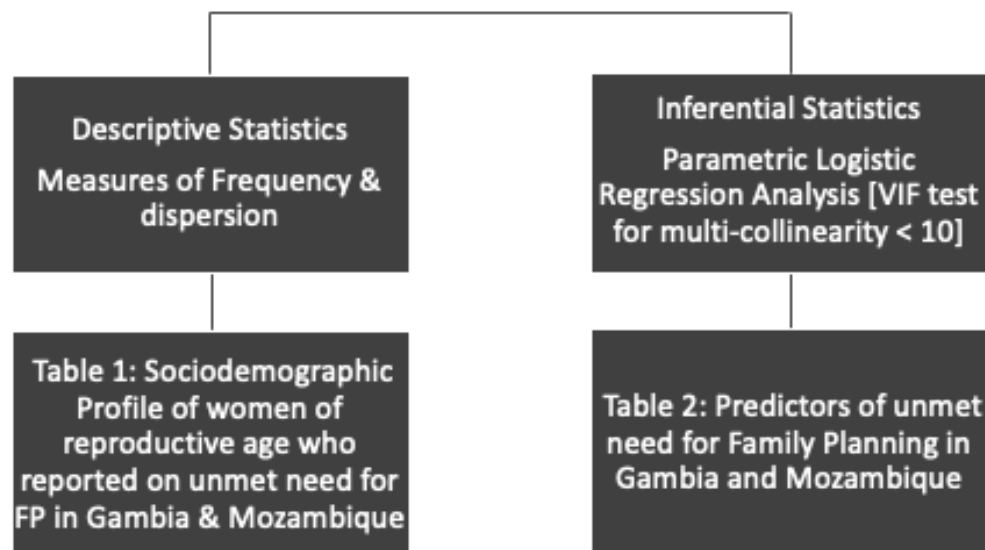 Descriptive Statistics
Measures of Frequency &
dispersion
Inferential Statistics
Parametric Logistic
Regression Analysis [VIF test
for multi-collinearity < 10]
Table 1: Sociodemographic
Profile of women of
reproductive age who
reported on unmet need for
FP in Gambia & Mozambique
Table 2: Predictors of unmet
need for Family Planning in
Gambia and Mozambique